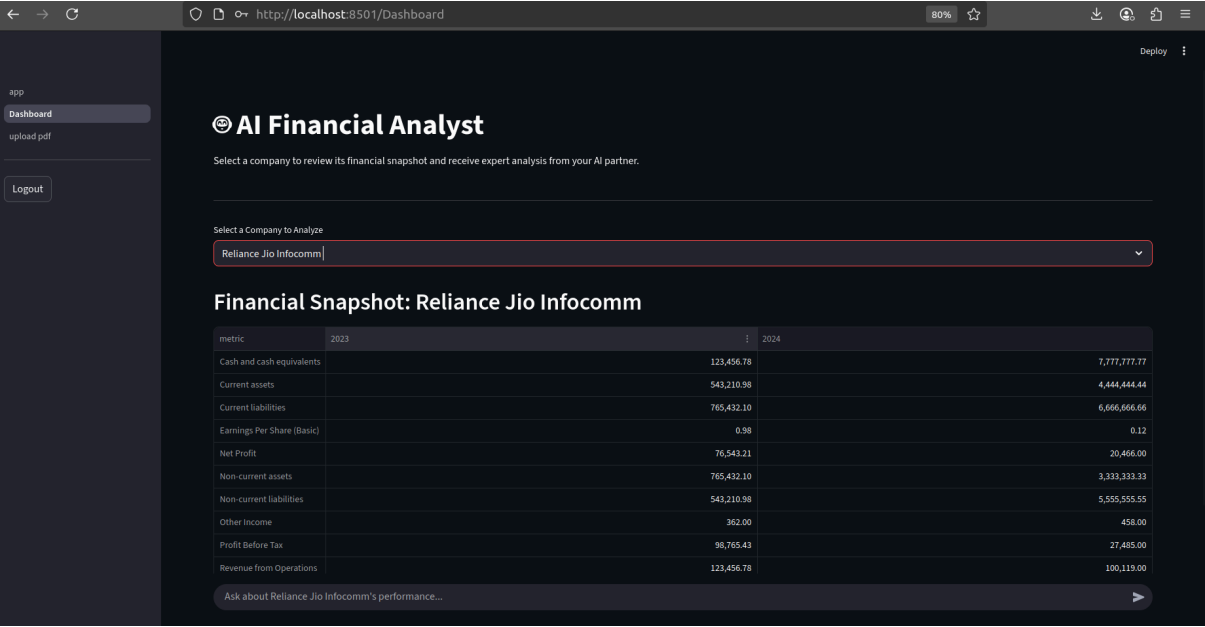 http://localhost:8501/Dashboard
80%
Deploy
app
Dashboard
upload pdf
Logout
AI Financial Analyst
Select a company to review its financial snapshot and receive expert analysis from your AI partner.
Select a Company to Analyze
Reliance Jio Infocomm
Financial Snapshot: Reliance Jio Infocomm
metric 2023 2024
Cash and cash equivalents 123,456.78 7,777,777.77
Current assets 543,210.98 4,444,444.44
Current liabilities 765,432.10 6,666,666.66
Earnings Per Share (Basic) 0.98 0.12
Net Profit 76,543.21 20,466.00
Non-current assets 765,432.10 3,333,333.33
Non-current liabilities 543,210.98 5,555,555.55
Other Income 362.00 458.00
Profit Before Tax 98,765.43 27,485.00
Revenue from Operations 123,456.78 100,119.00
Ask about Reliance Jio Infocomm's performance...